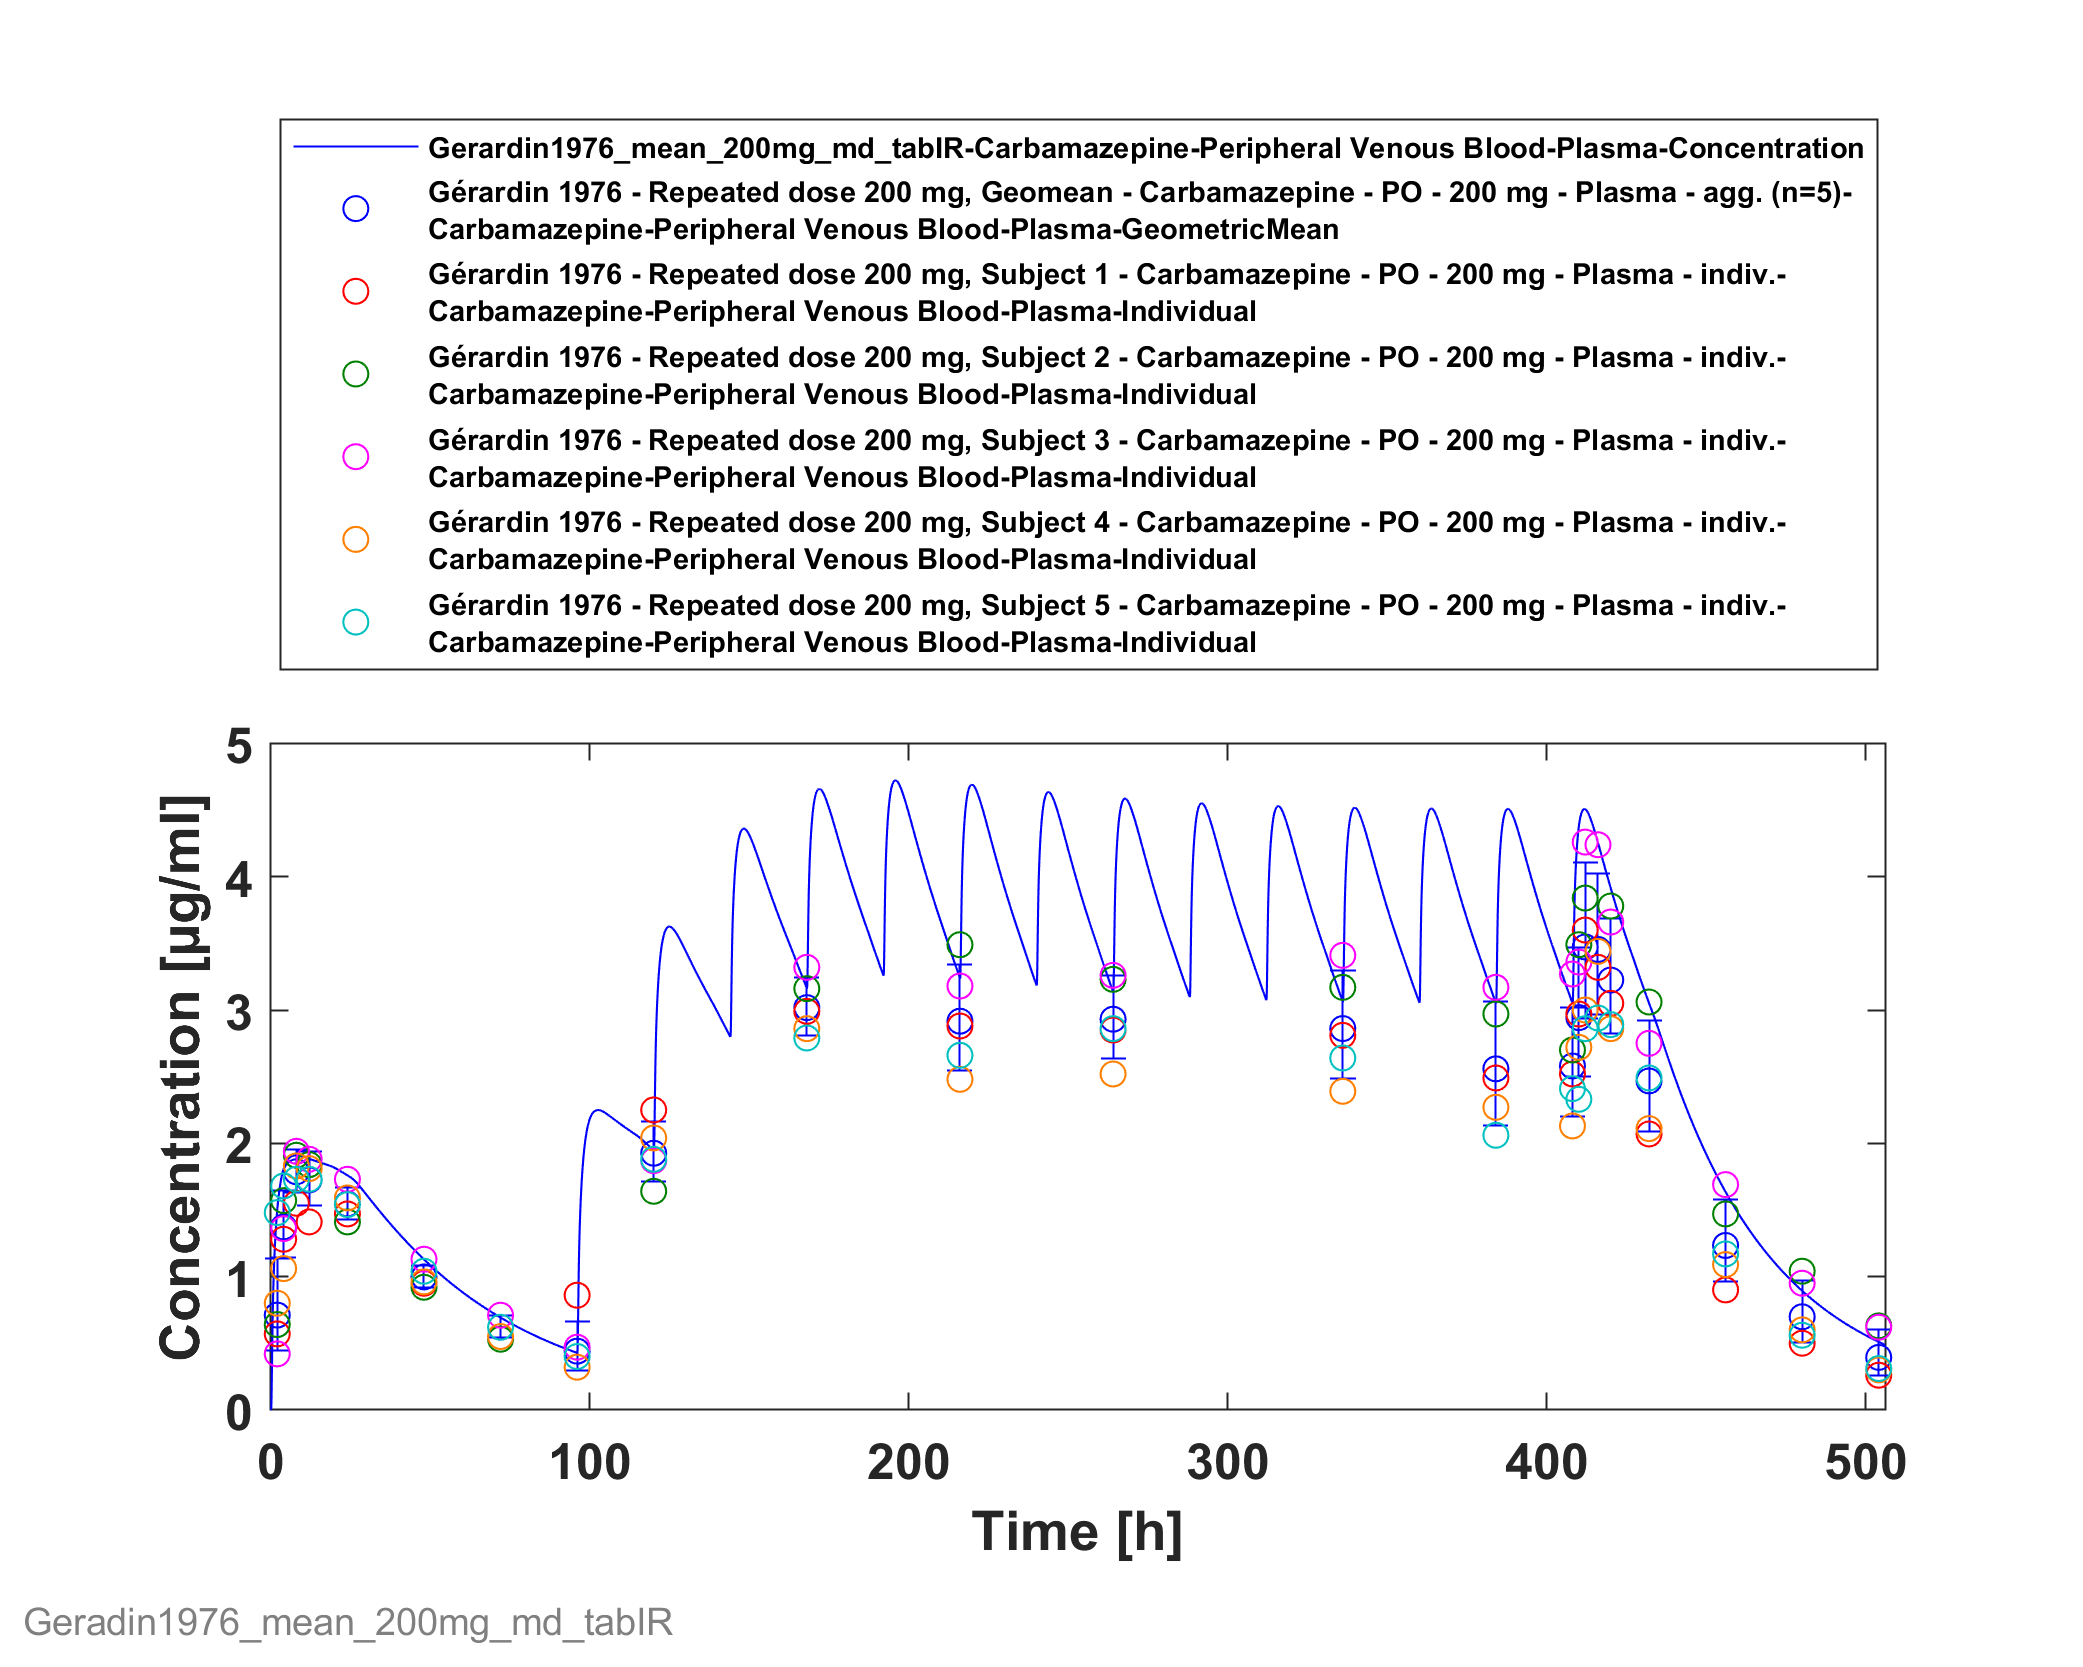 Gerardin1976_mean_200mg_md_tablR-Carbamazepine-Peripheral Venous Blood-Plasma-Concentration
Gérardin 1976 - Repeated dose 200 mg, Geomean - Carbamazepine - PO - 200 mg - Plasma - agg. (n=5)-
Carbamazepine-Peripheral Venous Blood-Plasma-GeometricMean
Gérardin 1976 - Repeated dose 200 mg, Subject 1 - Carbamazepine - PO - 200 mg - Plasma - indiv.-
Carbamazepine-Peripheral Venous Blood-Plasma-Individual
Gérardin 1976 - Repeated dose 200 mg, Subject 2 - Carbamazepine - PO - 200 mg - Plasma - indiv.-
Carbamazepine-Peripheral Venous Blood-Plasma-Individual
Gérardin 1976 - Repeated dose 200 mg, Subject 3 - Carbamazepine - PO - 200 mg - Plasma - indiv.-
Carbamazepine-Peripheral Venous Blood-Plasma-Individual
Gérardin 1976 - Repeated dose 200 mg, Subject 4 - Carbamazepine - PO - 200 mg - Plasma - indiv.-
Carbamazepine-Peripheral Venous Blood-Plasma-Individual
Gérardin 1976 - Repeated dose 200 mg, Subject 5 - Carbamazepine - PO - 200 mg - Plasma - indiv.-
Carbamazepine-Peripheral Venous Blood-Plasma-Individual
Concentration [µg/ml]
5
4
3
2
1
0
0 100 200 300 400 500
Time [h]
Geradin1976_mean_200mg_md_tablR